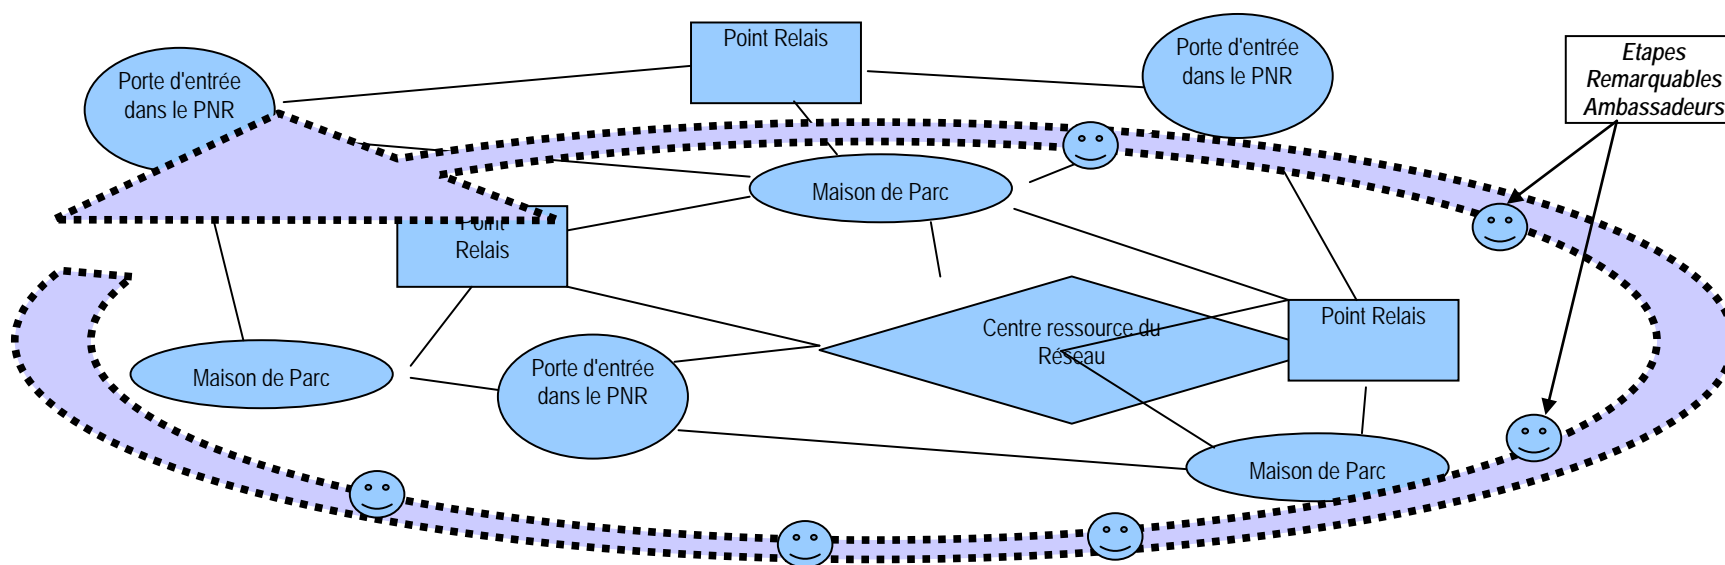 Point Relais
Porte d'entrée
dans le PNR
Porte d'entrée
dans le PNR
Etapes
Remarquables
Ambassadeurs
Maison de Parc
Point
Relais
Centre ressource du
Réseau
Point Relais
Maison de Parc
Porte d'entrée
dans le PNR
Maison de Parc